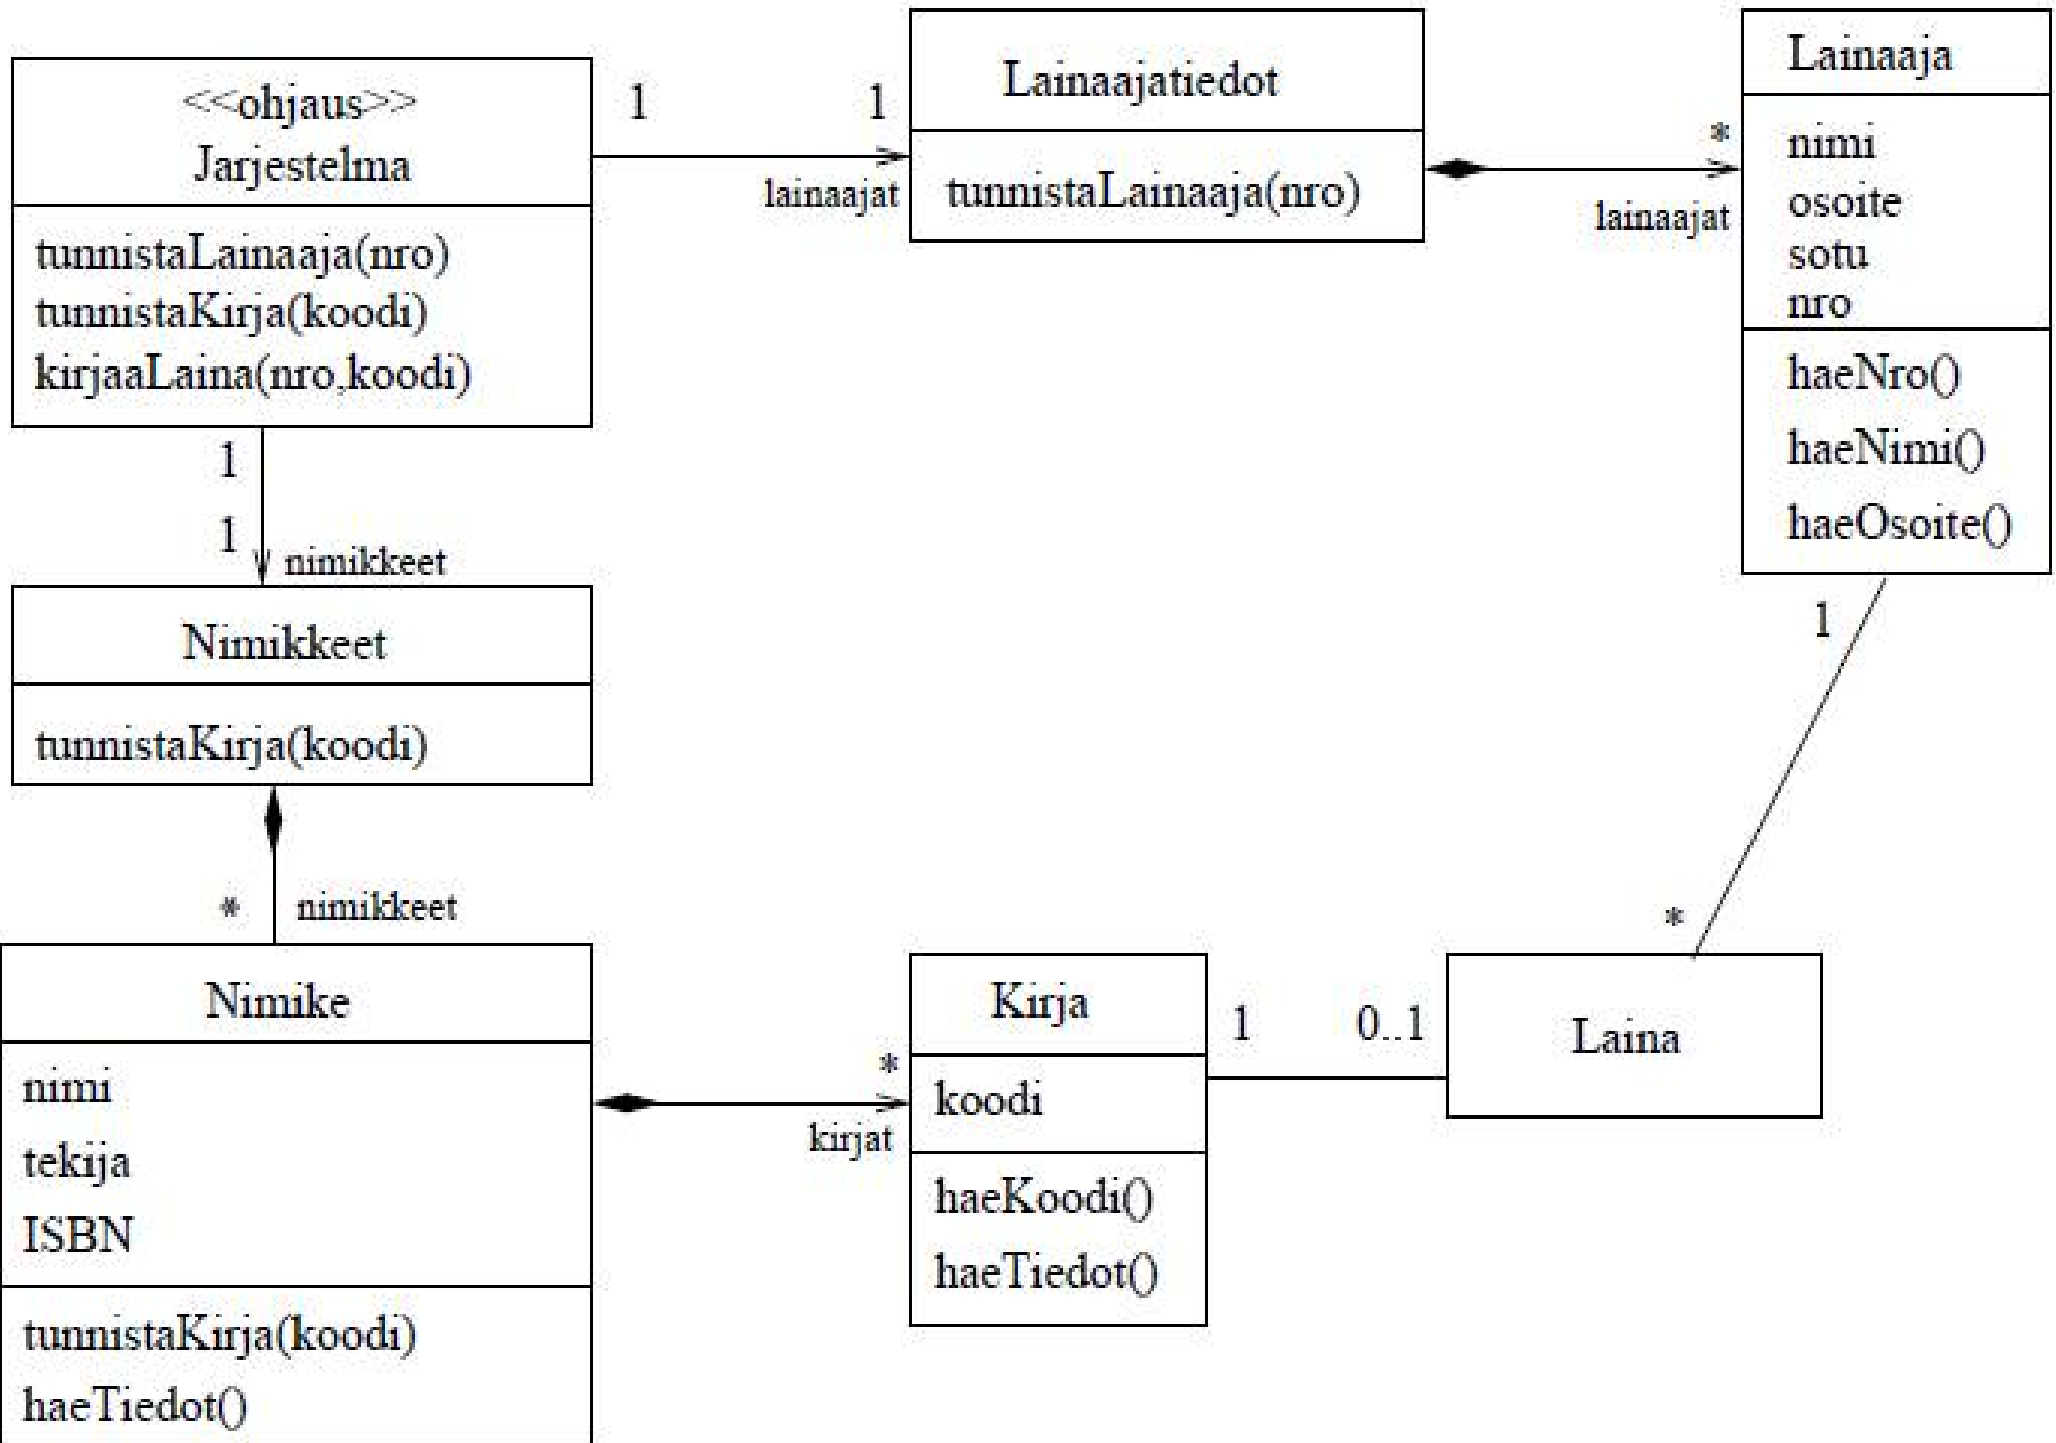 <<ohjaus>>
Jarjestelma
tunnistaLainaaja(nro)
tunnistaKirja(koodi)
kirjaaLaina(nro,koodi)
1
1
lainaajat
Lainaajatiedot
tunnistaLainaaja(nro)
*
lainaajat
Lainaaja
nimi
osoite
sotu
nro
haeNro()
haeNimi()
haeOsoite()
1
1
nimikkeet
Nimikkeet
tunnistaKirja(koodi)
*
nimikkeet
Nimike
nimi
tekija
ISBN
tunnistaKirja(koodi)
haeTiedot()
*
kirjat
Kirja
koodi
haeKoodi()
haeTiedot()
1
0..1
Laina
1
*